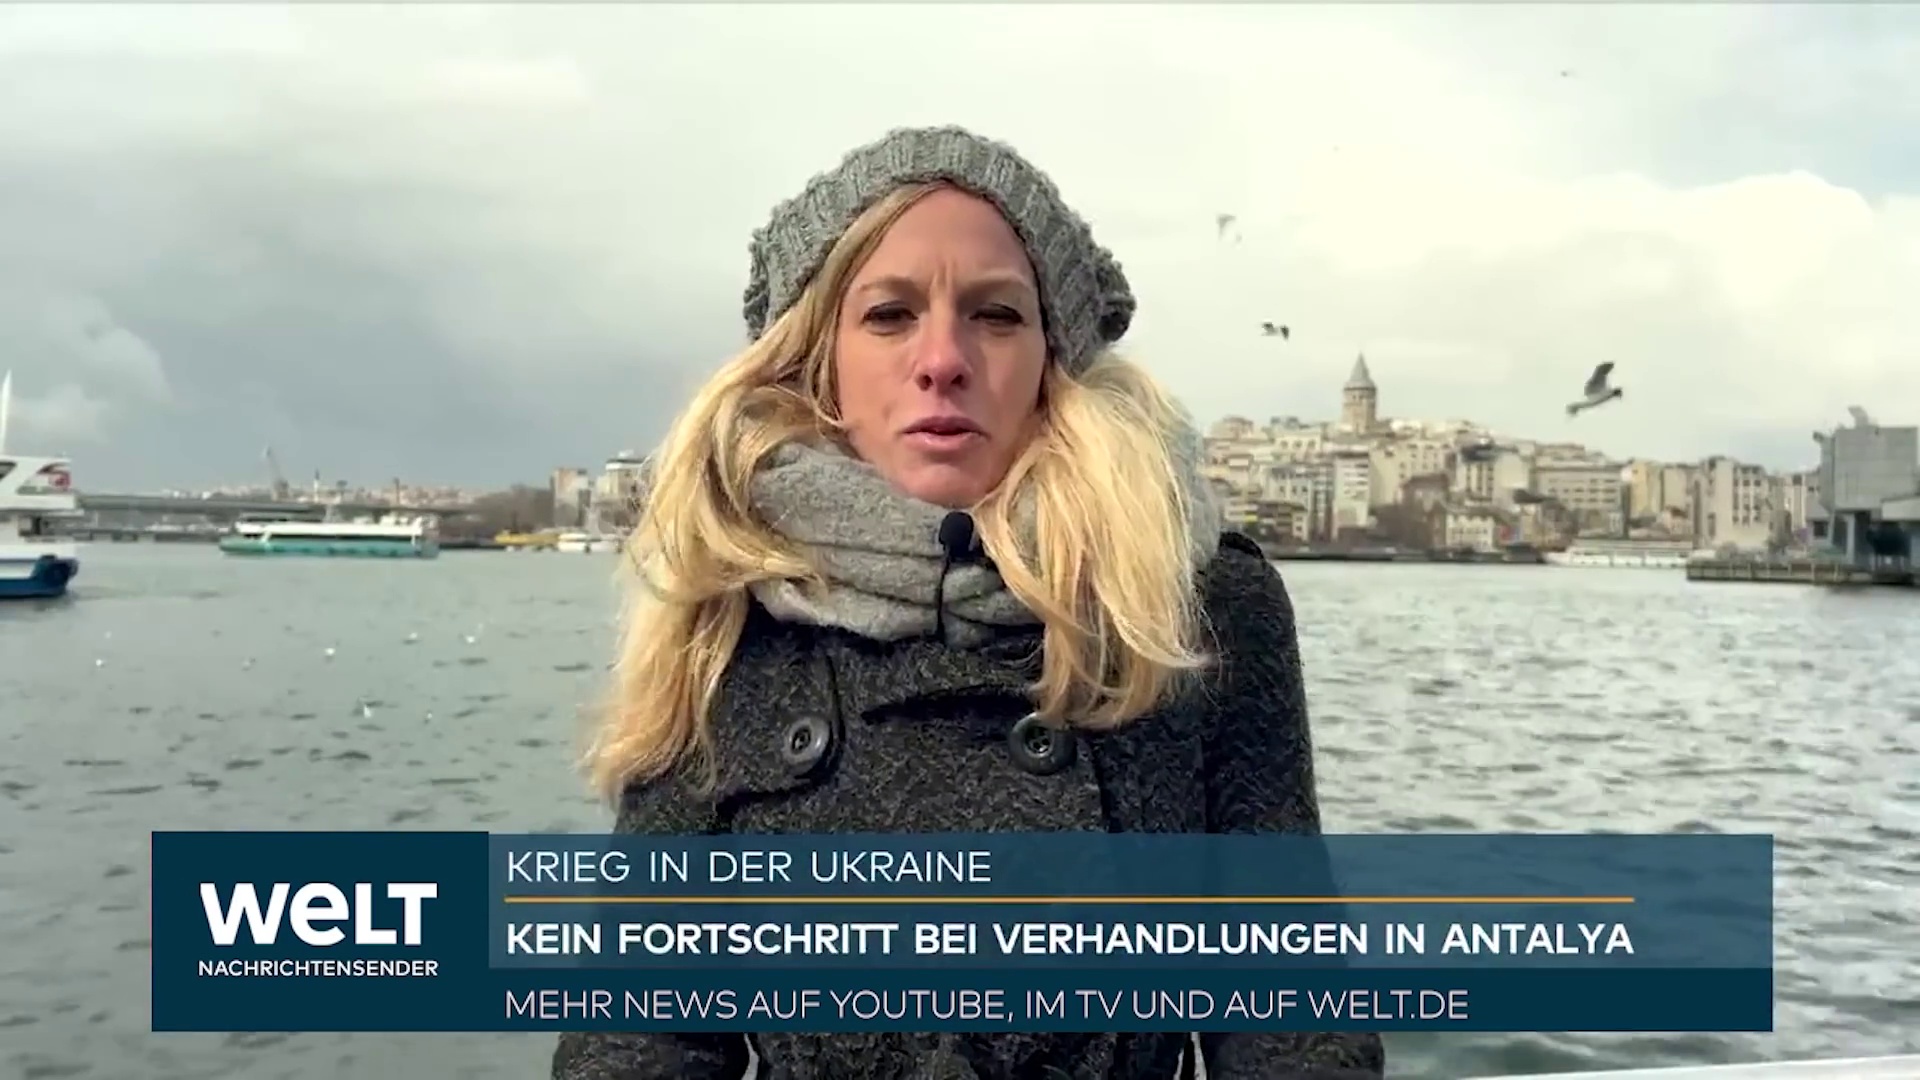 WELT
NACHRICHTENSENDER
KRIEG IN DER UKRAINE
KEIN FORTSCHRITT BEI VERHANDLUNGEN IN ANTALYA
MEHR NEWS AUF YOUTUBE, IM TV UND AUF WELT.DE